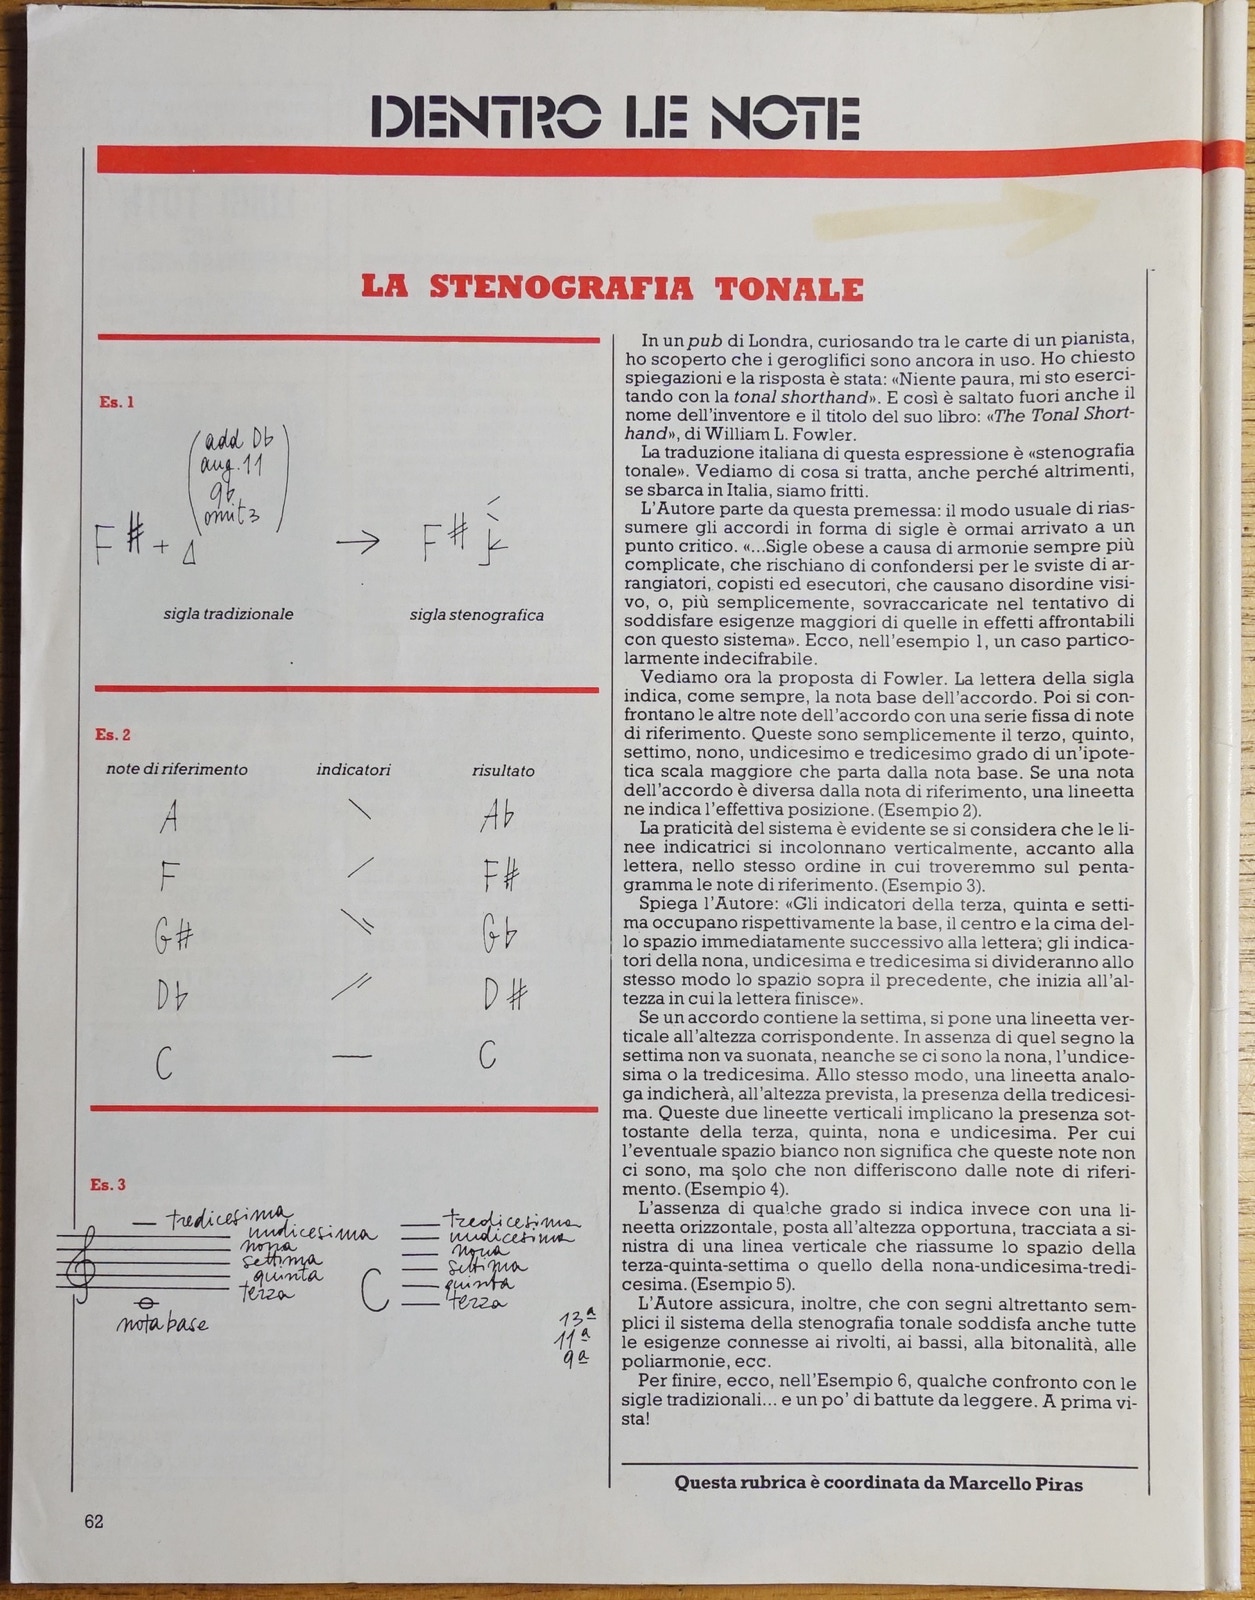 DENTRO LE NOTE
LA STENOGRAFIA TONALE
Es. 1
add Db
aug. 11
9b
omit 3
F# + Δ → F#
sigla tradizionale
sigla stenografica
Es. 2
note di riferimento indicatori risultato
A \ Ab
F / F#
G# \\ Gb
Db // D#
C — C
Es. 3
tredicesima
undicesima
nona
settima
quinta
terza
nota base
tredicesima
undicesima
nona
settima
quinta
terza
C
13ª
11ª
9ª
In un pub di Londra, curiosando tra le carte di un pianista,
ho scoperto che i geroglifici sono ancora in uso. Ho chiesto
spiegazioni e la risposta è stata: «Niente paura, mi sto eserci-
tando con la tonal shorthand». E così è saltato fuori anche il
nome dell'inventore e il titolo del suo libro: «The Tonal Short-
hand», di William L. Fowler.
La traduzione italiana di questa espressione è «stenografia
tonale». Vediamo di cosa si tratta, anche perché altrimenti,
se sbarca in Italia, siamo fritti.
L'Autore parte da questa premessa: il modo usuale di rias-
sumere gli accordi in forma di sigle è ormai arrivato a un
punto critico. «...Sigle obese a causa di armonie sempre più
complicate, che rischiano di confondersi per le sviste di ar-
rangiatori, copisti ed esecutori, che causano disordine visi-
vo, o, più semplicemente, sovraccaricate nel tentativo di
soddisfare esigenze maggiori di quelle in effetti affrontabili
con questo sistema». Ecco, nell'esempio 1, un caso partico-
larmente indecifrabile.
Vediamo ora la proposta di Fowler. La lettera della sigla
indica, come sempre, la nota base dell'accordo. Poi si con-
frontano le altre note dell'accordo con una serie fissa di note
di riferimento. Queste sono semplicemente il terzo, quinto,
settimo, nono, undicesimo e tredicesimo grado di un'ipote-
tica scala maggiore che parta dalla nota base. Se una nota
dell'accordo è diversa dalla nota di riferimento, una lineetta
ne indica l'effettiva posizione. (Esempio 2).
La praticità del sistema è evidente se si considera che le li-
nee indicatrici si incolonnano verticalmente, accanto alla
lettera, nello stesso ordine in cui troveremmo sul penta-
gramma le note di riferimento. (Esempio 3).
Spiega l'Autore: «Gli indicatori della terza, quinta e setti-
ma occupano rispettivamente la base, il centro e la cima del-
lo spazio immediatamente successivo alla lettera; gli indica-
tori della nona, undicesima e tredicesima si divideranno allo
stesso modo lo spazio sopra il precedente, che inizia all'al-
tezza in cui la lettera finisce».
Se un accordo contiene la settima, si pone una lineetta ver-
ticale all'altezza corrispondente. In assenza di quel segno la
settima non va suonata, neanche se ci sono la nona, l'undice-
sima o la tredicesima. Allo stesso modo, una lineetta analo-
ga indicherà, all'altezza prevista, la presenza della tredicesi-
ma. Queste due lineette verticali implicano la presenza sot-
tostante della terza, quinta, nona e undicesima. Per cui
l'eventuale spazio bianco non significa che queste note non
ci sono, ma solo che non differiscono dalle note di riferi-
mento. (Esempio 4).
L'assenza di qualche grado si indica invece con una li-
neetta orizzontale, posta all'altezza opportuna, tracciata a si-
nistra di una linea verticale che riassume lo spazio della
terza-quinta-settima o quello della nona-undicesima-tredi-
cesima. (Esempio 5).
L'Autore assicura, inoltre, che con segni altrettanto sem-
plici il sistema della stenografia tonale soddisfa anche tutte
le esigenze connesse ai rivolti, ai bassi, alla bitonalità, alle
poliarmonie, ecc.
Per finire, ecco, nell'Esempio 6, qualche confronto con le
sigle tradizionali... e un po' di battute da leggere. A prima vi-
sta!
Questa rubrica è coordinata da Marcello Piras
62